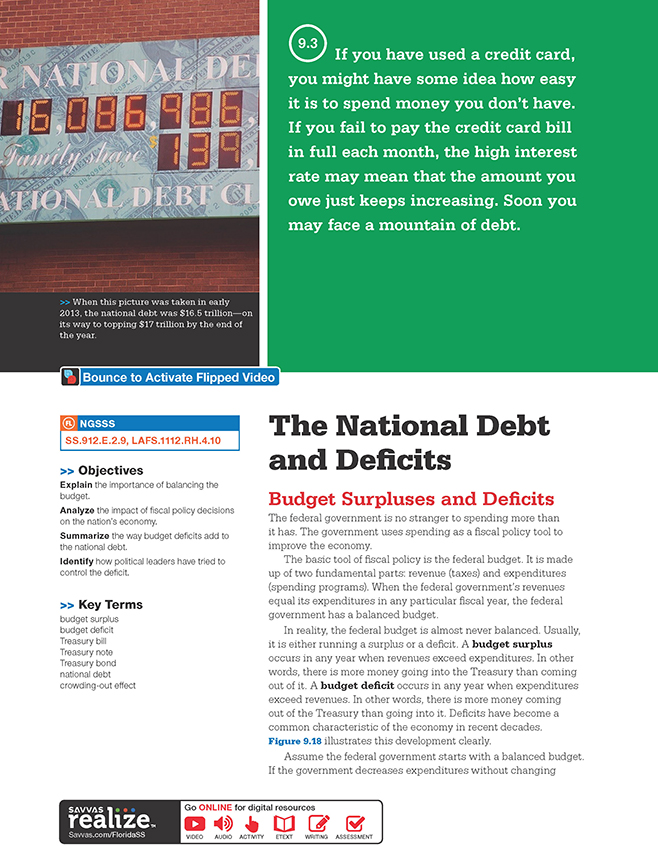 R NATIONAL DE
16,086,986,
Family share $139,
ATIONAL DEBT CL
>> When this picture was taken in early
2013, the national debt was $16.5 trillion—on
its way to topping $17 trillion by the end of
the year.
9.3 If you have used a credit card,
you might have some idea how easy
it is to spend money you don’t have.
If you fail to pay the credit card bill
in full each month, the high interest
rate may mean that the amount you
owe just keeps increasing. Soon you
may face a mountain of debt.
Bounce to Activate Flipped Video
FL NGSSS
SS.912.E.2.9, LAFS.1112.RH.4.10
>> Objectives
Explain the importance of balancing the
budget.
Analyze the impact of fiscal policy decisions
on the nation’s economy.
Summarize the way budget deficits add to
the national debt.
Identify how political leaders have tried to
control the deficit.
>> Key Terms
budget surplus
budget deficit
Treasury bill
Treasury note
Treasury bond
national debt
crowding-out effect
The National Debt
and Deficits
Budget Surpluses and Deficits
The federal government is no stranger to spending more than
it has. The government uses spending as a fiscal policy tool to
improve the economy.
The basic tool of fiscal policy is the federal budget. It is made
up of two fundamental parts: revenue (taxes) and expenditures
(spending programs). When the federal government’s revenues
equal its expenditures in any particular fiscal year, the federal
government has a balanced budget.
In reality, the federal budget is almost never balanced. Usually,
it is either running a surplus or a deficit. A budget surplus
occurs in any year when revenues exceed expenditures. In other
words, there is more money going into the Treasury than coming
out of it. A budget deficit occurs in any year when expenditures
exceed revenues. In other words, there is more money coming
out of the Treasury than going into it. Deficits have become a
common characteristic of the economy in recent decades.
Figure 9.18 illustrates this development clearly.
Assume the federal government starts with a balanced budget.
If the government decreases expenditures without changing
SAVVAS
realize™
Savvas.com/FloridaSS
Go ONLINE for digital resources
VIDEO AUDIO ACTIVITY ETEXT WRITING ASSESSMENT